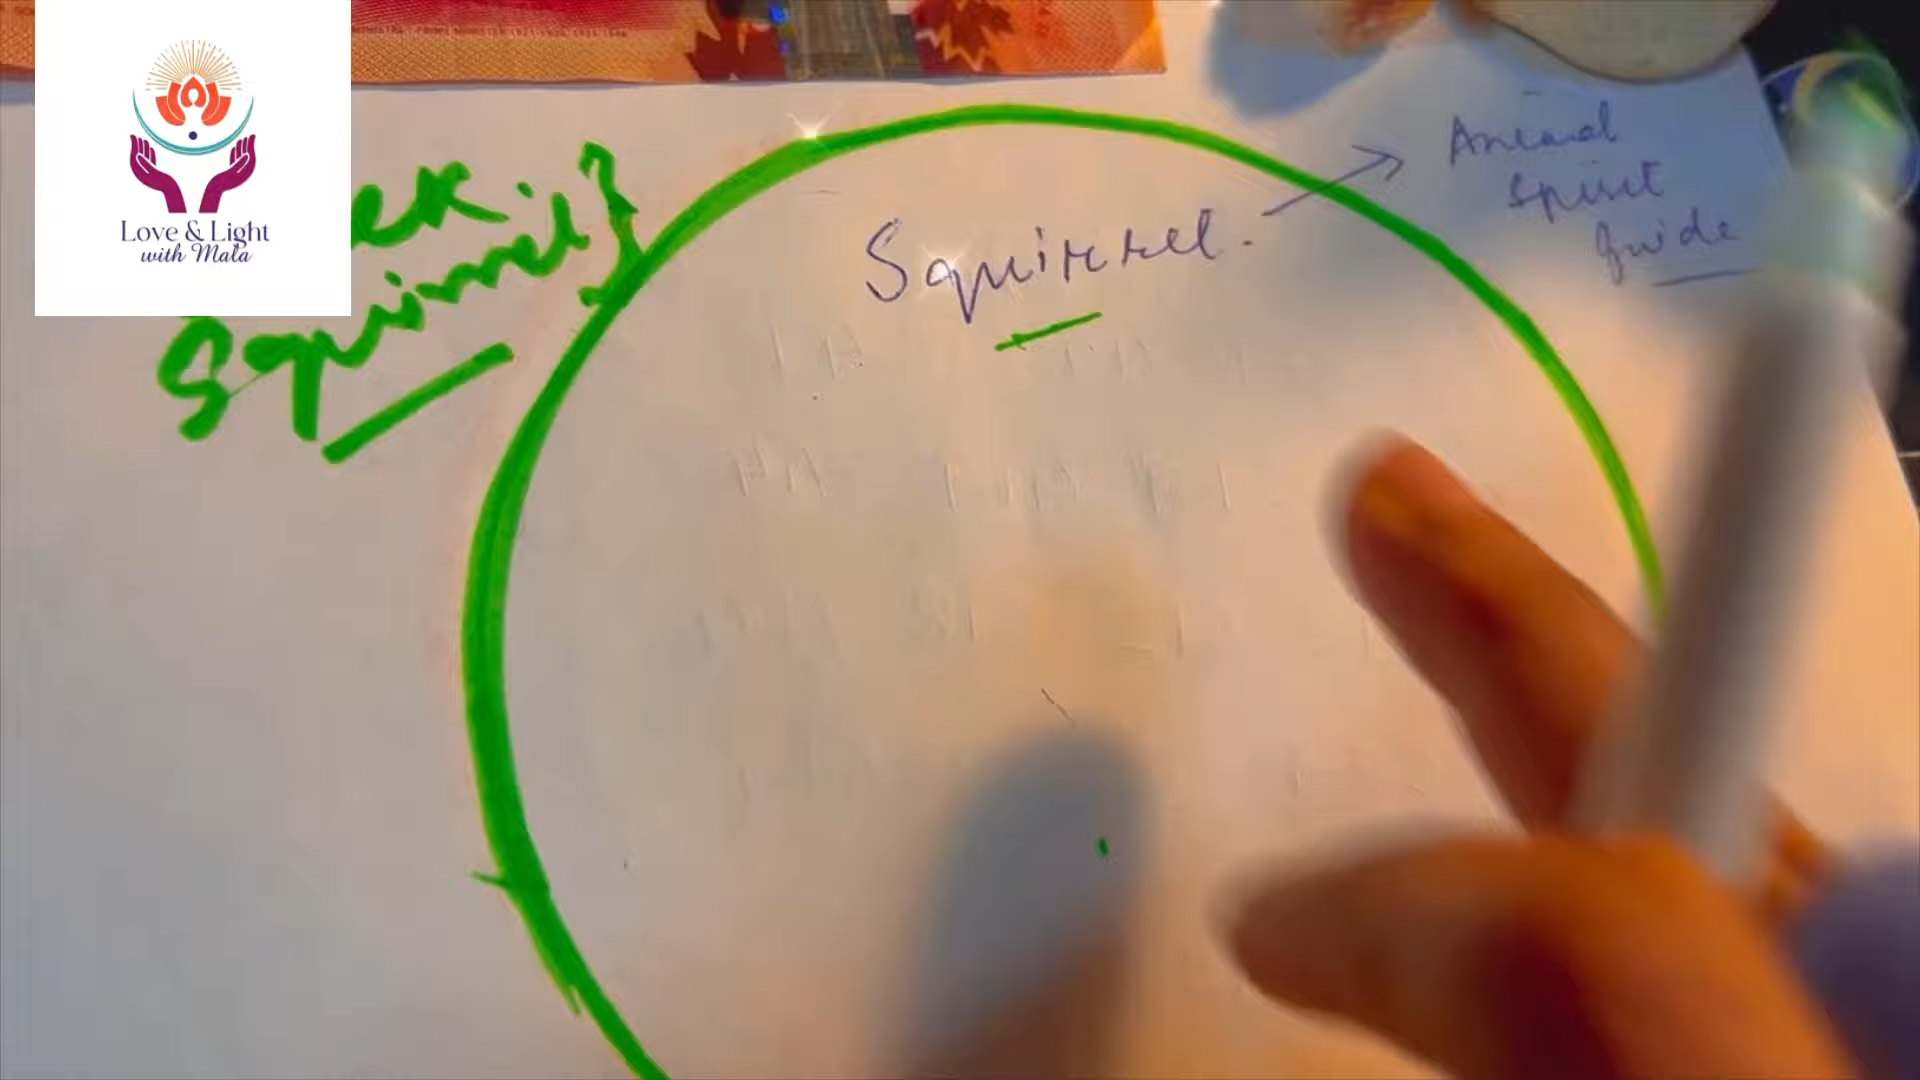 Love & Light
with Mala
Squirrel
Squirrel.
Animal
Spirit
Guide